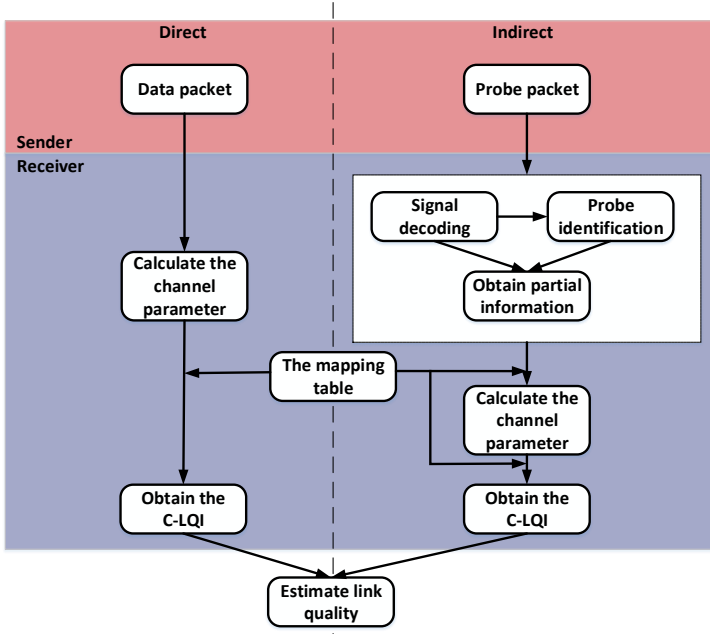 Direct
Indirect
Data packet
Probe packet
Sender
Receiver
Signal
decoding
Probe
identification
Calculate the
channel
parameter
Obtain partial
information
The mapping
table
Calculate the
channel
parameter
Obtain the
C-LQI
Obtain the
C-LQI
Estimate link
quality